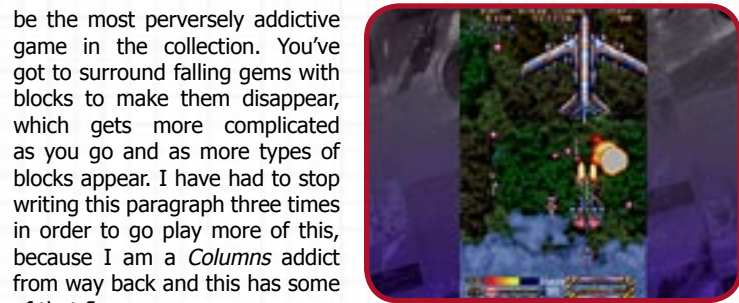 be the most perversely addictive
game in the collection. You've
got to surround falling gems with
blocks to make them disappear,
which gets more complicated
as you go and as more types of
blocks appear. I have had to stop
writing this paragraph three times
in order to go play more of this,
because I am a Columns addict
from way back and this has some